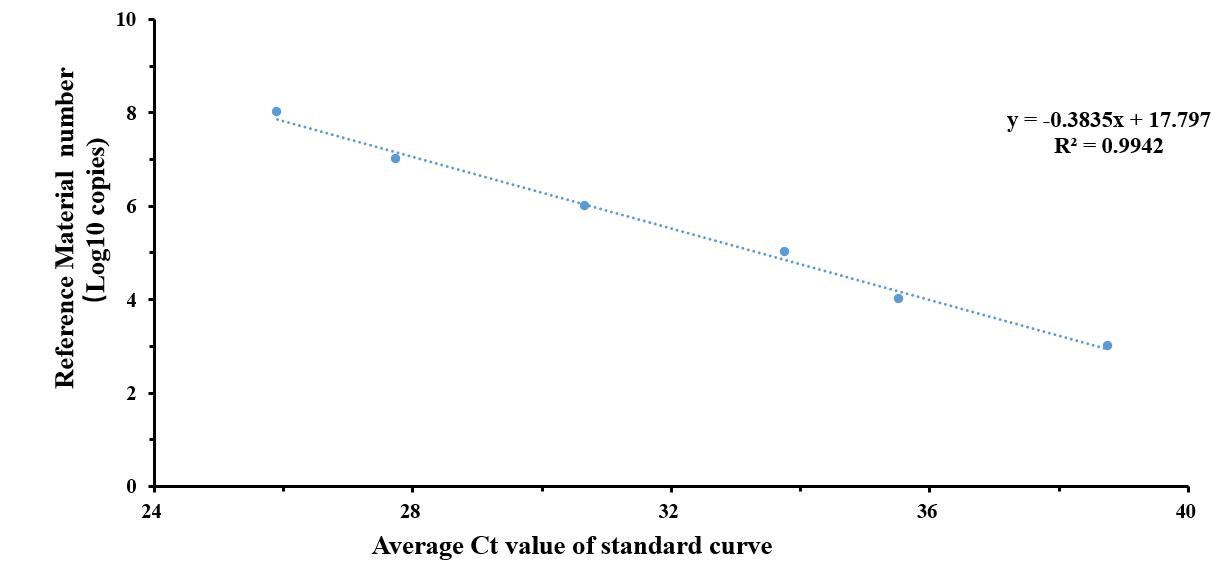 10
8
6
4
2
0
Reference Material number
(Log10 copies)
y = -0.3835x + 17.797
R² = 0.9942
24 28 32 36 40
Average Ct value of standard curve